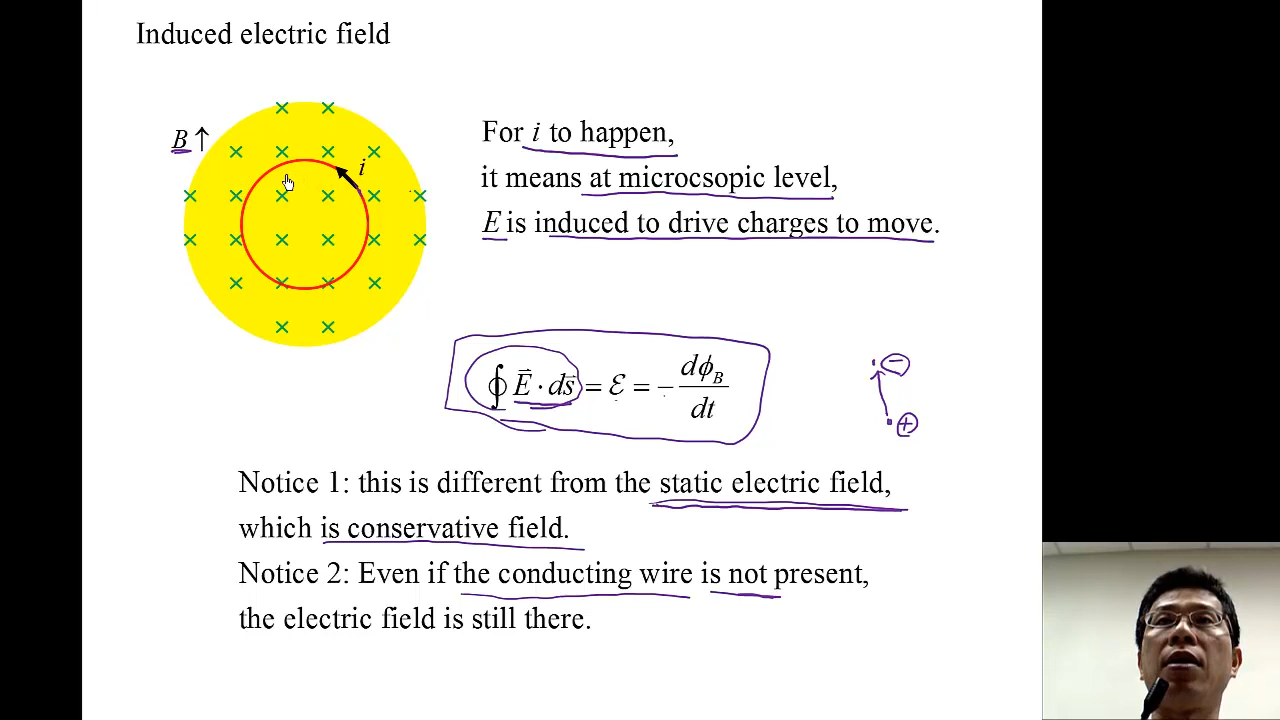 Induced electric field
B ↑
i
For i to happen,
it means at microcsopic level,
E is induced to drive charges to move.
∮ E⃗ · ds⃗ = ℰ = − dϕ_B / dt
−
+
Notice 1: this is different from the static electric field,
which is conservative field.
Notice 2: Even if the conducting wire is not present,
the electric field is still there.